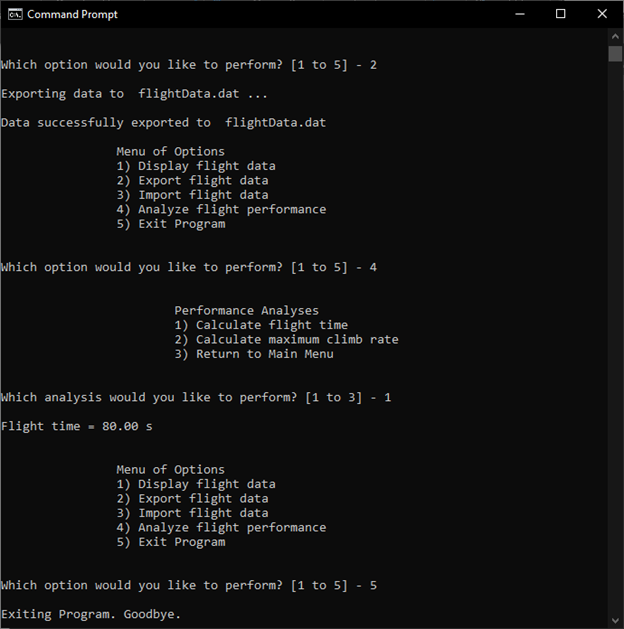 Command Prompt
Which option would you like to perform? [1 to 5] - 2
Exporting data to  flightData.dat ...
Data successfully exported to  flightData.dat
Menu of Options
1) Display flight data
2) Export flight data
3) Import flight data
4) Analyze flight performance
5) Exit Program
Which option would you like to perform? [1 to 5] - 4
Performance Analyses
1) Calculate flight time
2) Calculate maximum climb rate
3) Return to Main Menu
Which analysis would you like to perform? [1 to 3] - 1
Flight time = 80.00 s
Menu of Options
1) Display flight data
2) Export flight data
3) Import flight data
4) Analyze flight performance
5) Exit Program
Which option would you like to perform? [1 to 5] - 5
Exiting Program. Goodbye.